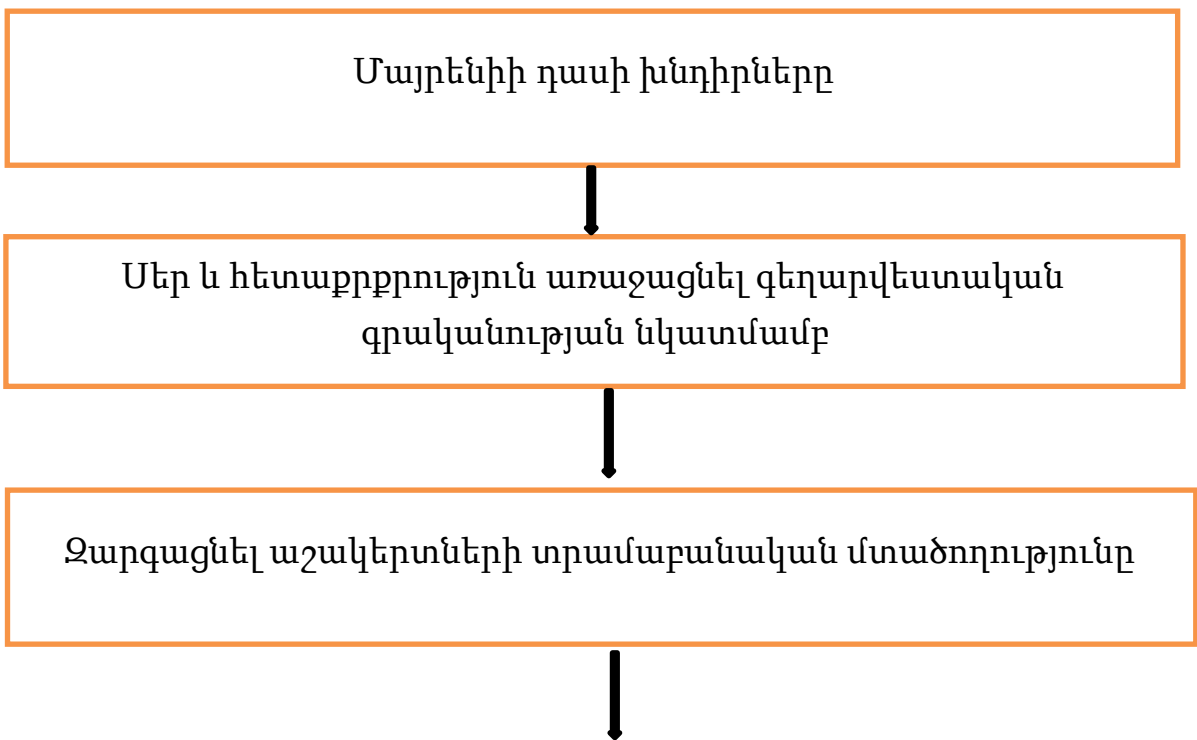 Մայրենիի դասի խնդիրները
Սեր և հետաքրքրություն առաջացնել գեղարվեստական
գրականության նկատմամբ
Զարգացնել աշակերտների տրամաբանական մտածողությունը